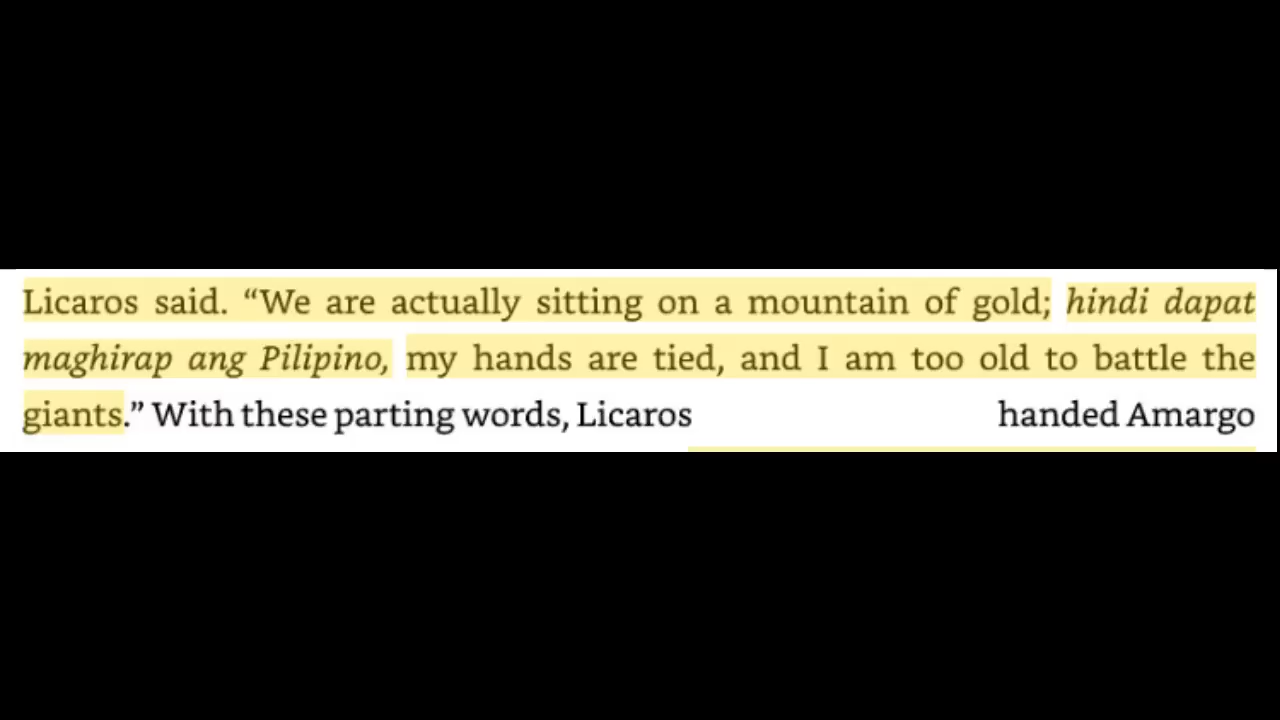 Licaros said. “We are actually sitting on a mountain of gold; hindi dapat
maghirap ang Pilipino, my hands are tied, and I am too old to battle the
giants.” With these parting words, Licaros handed Amargo